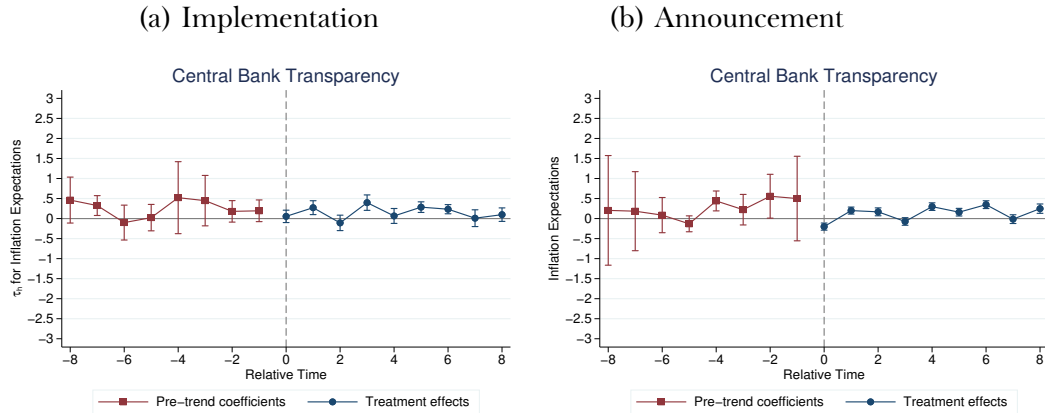 (a) Implementation
(b) Announcement
Central Bank Transparency
τh for Inflation Expectations
3
2.5
2
1.5
1
.5
0
−.5
−1
−1.5
−2
−2.5
−3
−8 −6 −4 −2 0 2 4 6 8
Relative Time
Pre−trend coefficients Treatment effects
Central Bank Transparency
Inflation Expectations
3
2.5
2
1.5
1
.5
0
−.5
−1
−1.5
−2
−2.5
−3
−8 −6 −4 −2 0 2 4 6 8
Relative Time
Pre−trend coefficients Treatment effects